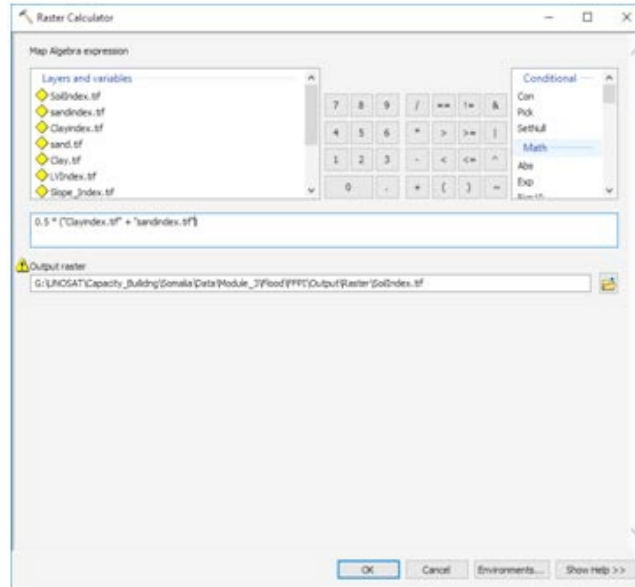 Raster Calculator
Map Algebra expression
Layers and variables
SoilIndex.tif
sandindex.tif
Clayindex.tif
sand.tif
Clay.tif
LVIndex.tif
Slope_Index.tif
7 8 9 / == != &
4 5 6 * > >= |
1 2 3 - < <= ^
0 . + ( ) ~
Conditional
Con
Pick
SetNull
Math
Abs
Exp
0.5 * ("Clayindex.tif" + "sandindex.tif")
Output raster
G:\UNOSAT\Capacity_Building\Somalia\Data\Module_3\Flood\FFPI\Output\Raster\SoilIndex.tif
OK Cancel Environments... Show Help >>